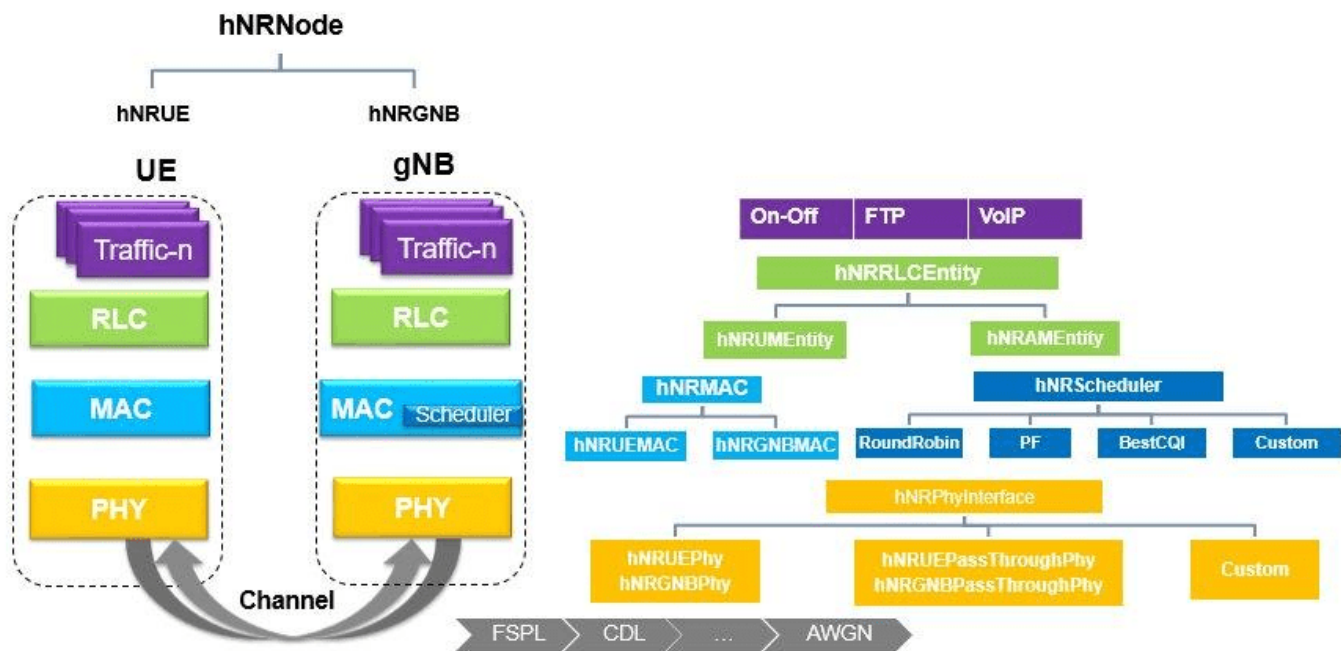 hNRNode
hNRUE
hNRGNB
UE
gNB
Traffic-n
RLC
MAC
PHY
Traffic-n
RLC
MAC
Scheduler
PHY
Channel
On-Off
FTP
VoIP
hNRRLCEntity
hNRUMEntity
hNRAMEntity
hNRMAC
hNRUEMAC
hNRGNBMAC
hNRScheduler
RoundRobin
PF
BestCQI
Custom
hNRPhyInterface
hNRUEPhy
hNRGNBPhy
hNRUEPassThroughPhy
hNRGNBPassThroughPhy
Custom
FSPL
CDL
...
AWGN